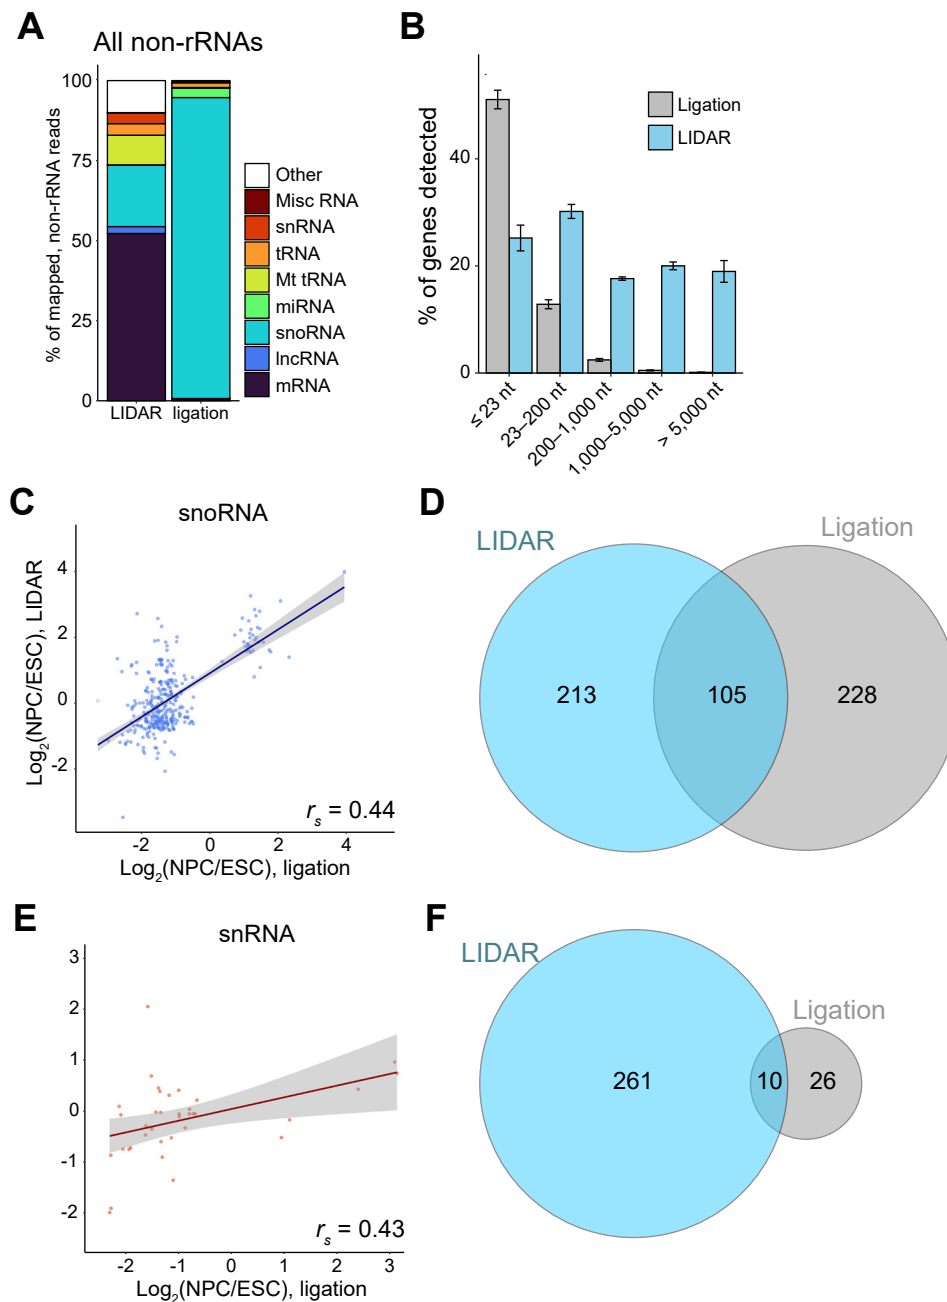 A
All non-rRNAs
% of mapped, non-rRNA reads
100
75
50
25
0
LIDAR
ligation
Other
Misc RNA
snRNA
tRNA
Mt tRNA
miRNA
snoRNA
lncRNA
mRNA
B
% of genes detected
40
20
0
Ligation
LIDAR
≤ 23 nt
23–200 nt
200–1,000 nt
1,000–5,000 nt
> 5,000 nt
C
snoRNA
Log2(NPC/ESC), LIDAR
4
2
0
-2
rs = 0.44
-2 0 2 4
Log2(NPC/ESC), ligation
D
LIDAR
Ligation
213 105 228
E
snRNA
3
2
1
0
-1
-2
rs = 0.43
-2 -1 0 1 2 3
Log2(NPC/ESC), ligation
F
LIDAR
Ligation
261 10 26